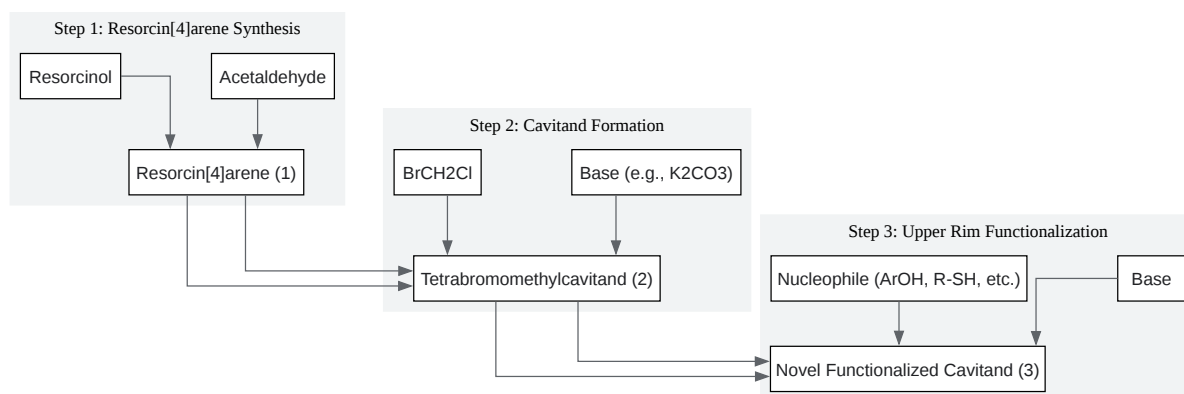 Step 1: Resorcin[4]arene Synthesis
Resorcinol
Acetaldehyde
Resorcin[4]arene (1)
Step 2: Cavitand Formation
BrCH2Cl
Base (e.g., K2CO3)
Tetrabromomethylcavitand (2)
Step 3: Upper Rim Functionalization
Nucleophile (ArOH, R-SH, etc.)
Base
Novel Functionalized Cavitand (3)